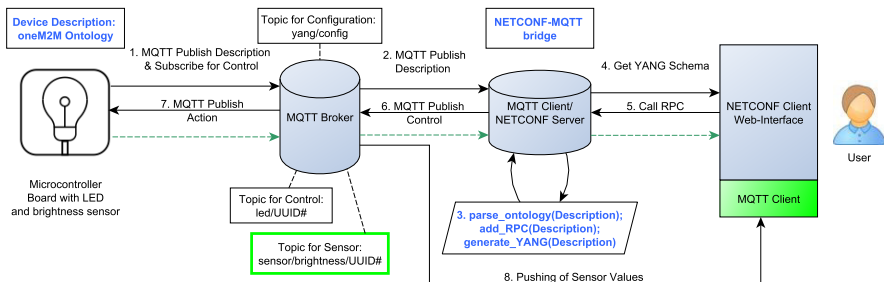 Device Description:
oneM2M Ontology
Topic for Configuration:
yang/config
NETCONF-MQTT
bridge
1. MQTT Publish Description
& Subscribe for Control
2. MQTT Publish
Description
4. Get YANG Schema
7. MQTT Publish
Action
MQTT Broker
6. MQTT Publish
Control
MQTT Client/
NETCONF Server
5. Call RPC
NETCONF Client
Web-Interface
User
Microcontroller
Board with LED
and brightness sensor
Topic for Control:
led/UUID#
3. parse_ontology(Description);
add_RPC(Description);
generate_YANG(Description)
MQTT Client
Topic for Sensor:
sensor/brightness/UUID#
8. Pushing of Sensor Values